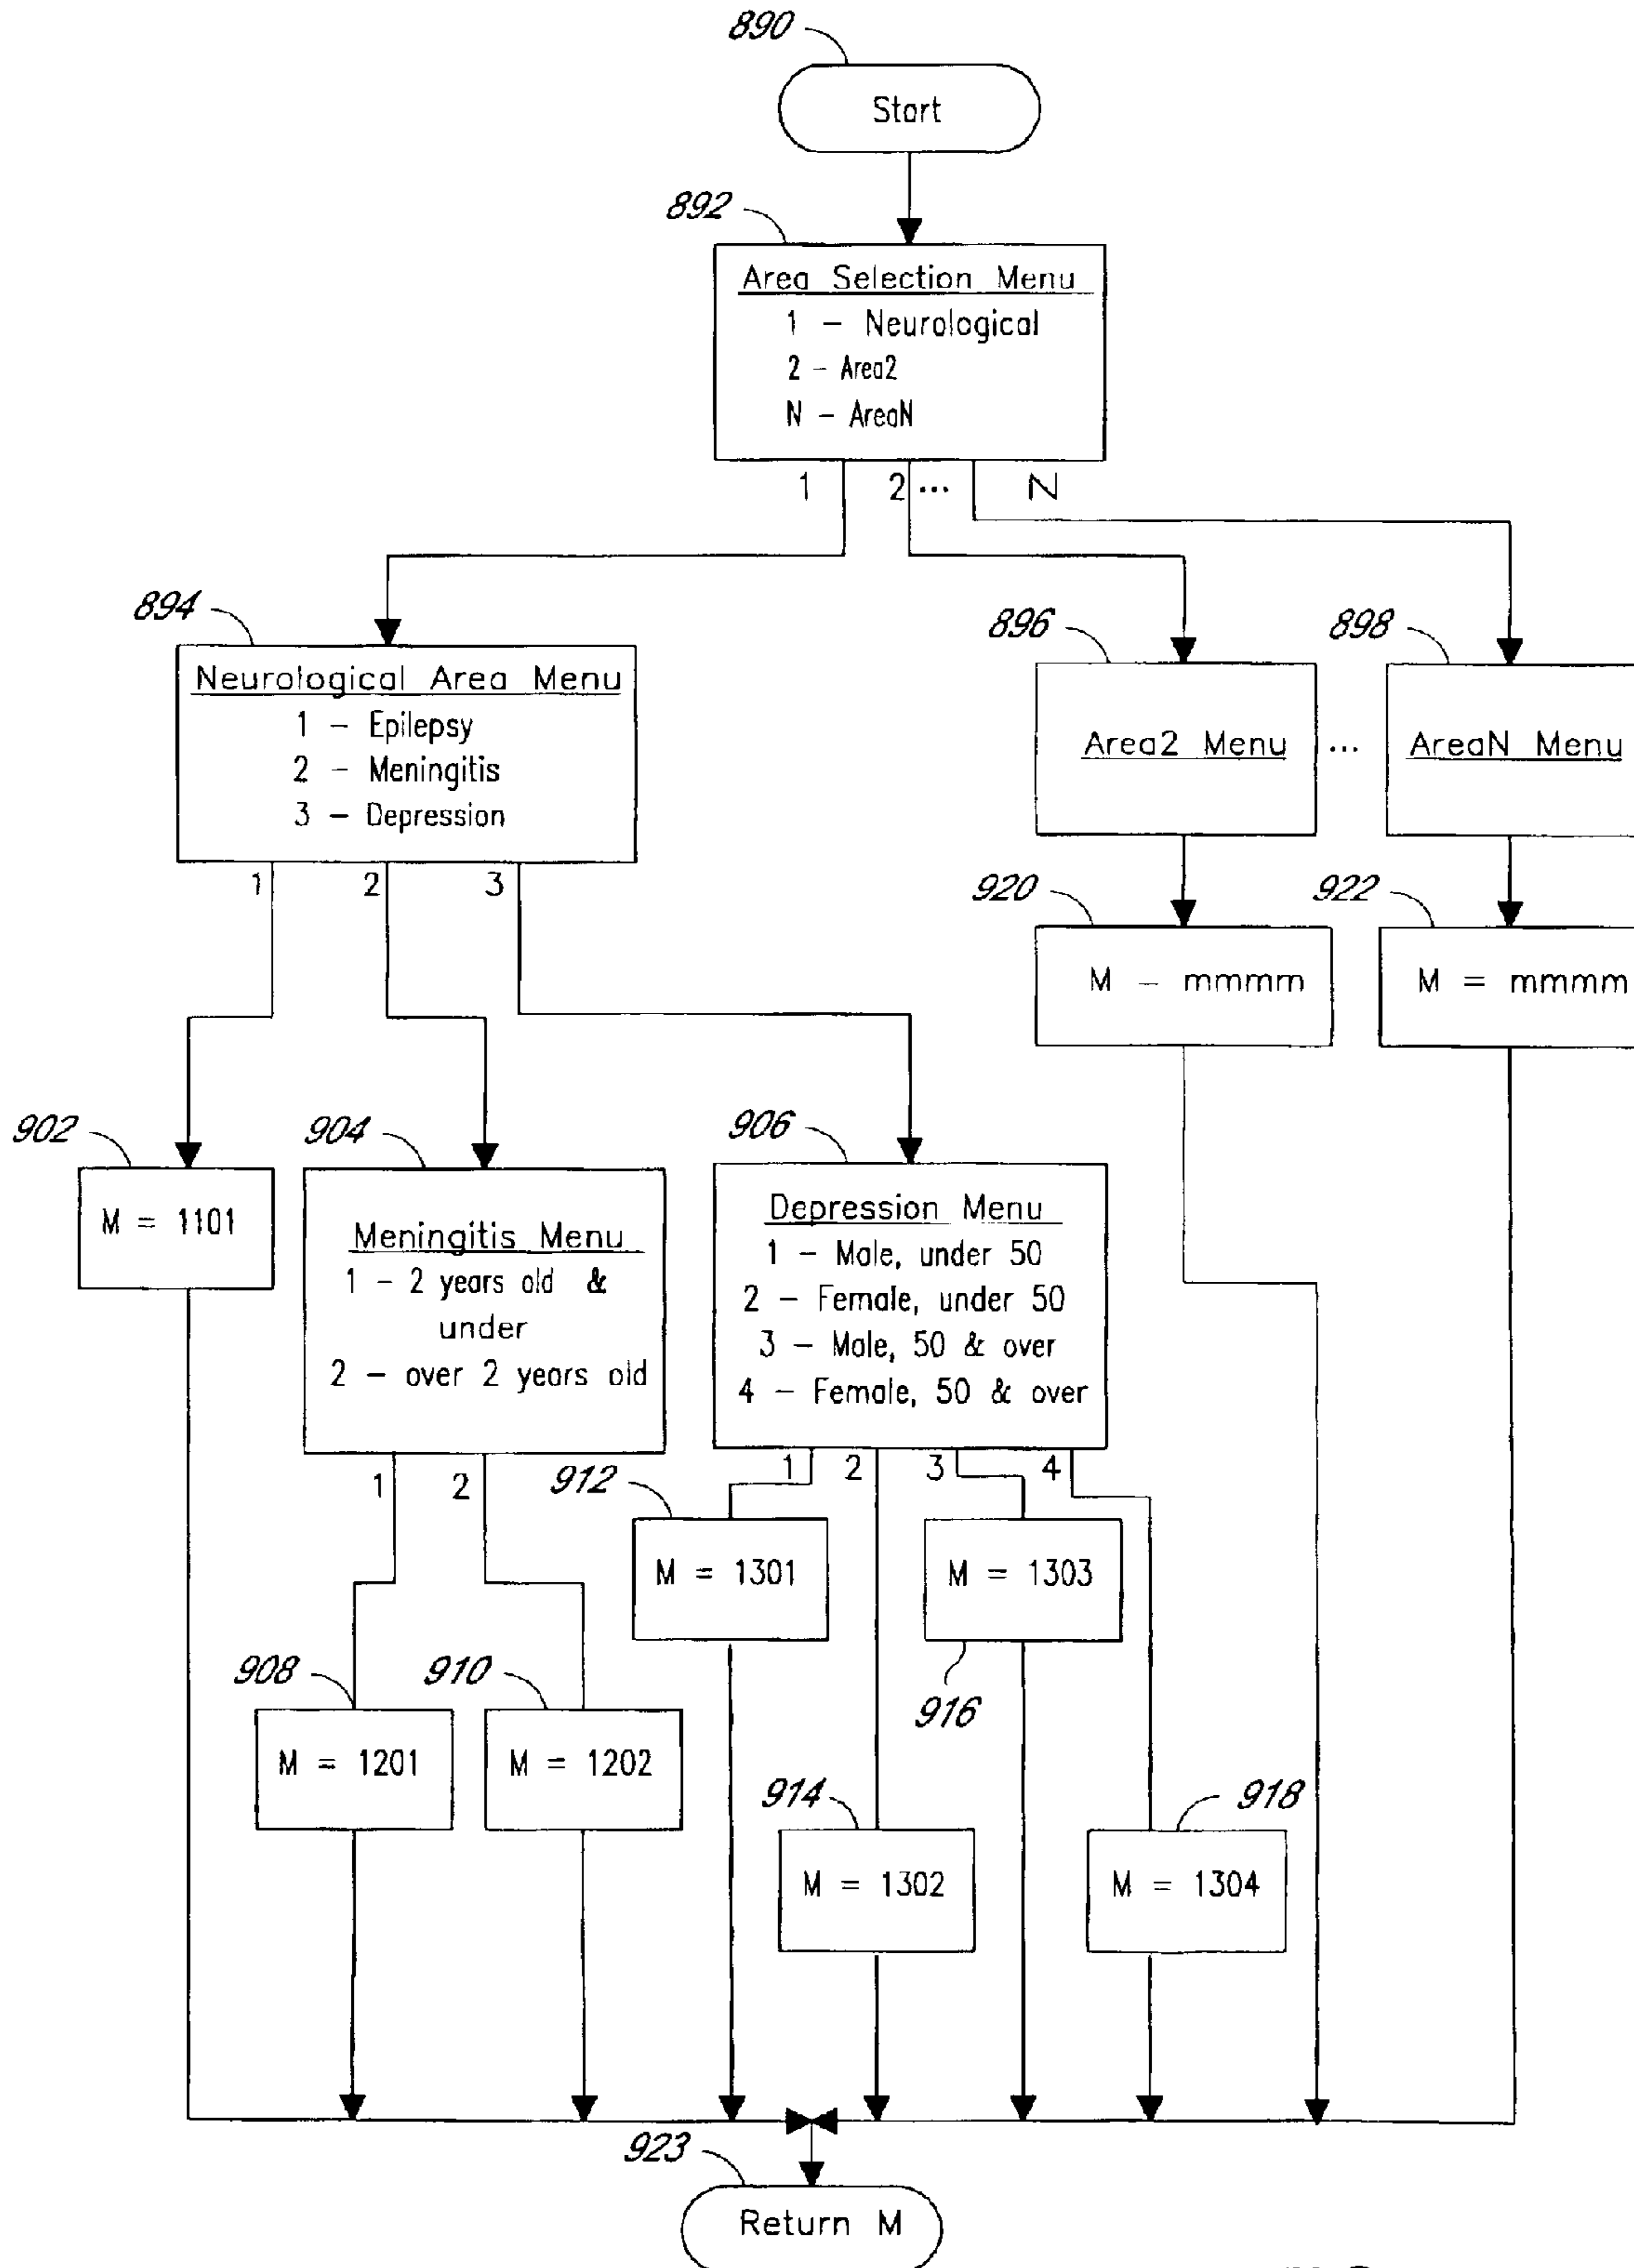 890
Start
892
Area Selection Menu
1 – Neurological
2 – Area2
N – AreaN
1 2 ... N
894
Neurological Area Menu
1 – Epilepsy
2 – Meningitis
3 – Depression
1 2 3
896
Area2 Menu
...
898
AreaN Menu
920
M – mmmm
922
M = mmmm
902
M = 1101
904
Meningitis Menu
1 – 2 years old &
under
2 – over 2 years old
1 2
906
Depression Menu
1 – Male, under 50
2 – Female, under 50
3 – Male, 50 & over
4 – Female, 50 & over
1 2 3 4
912
M = 1301
M = 1303
916
908
M = 1201
910
M = 1202
914
M = 1302
918
M = 1304
923
Return M